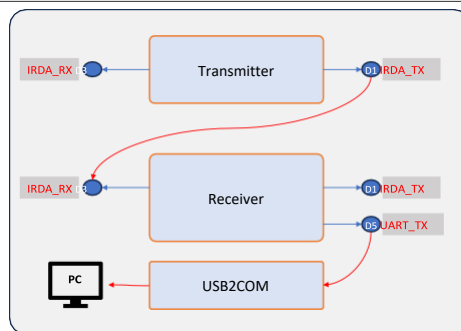 IRDA_RX
Transmitter
D1 IRDA_TX
IRDA_RX
Receiver
D1 IRDA_TX
D5 UART_TX
PC
USB2COM